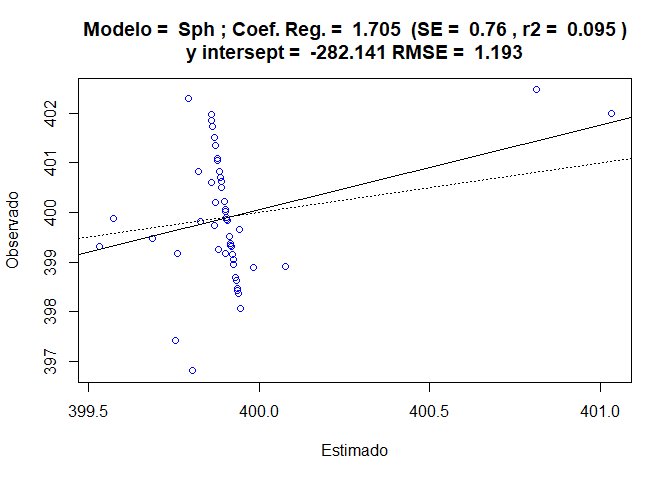 Modelo = Sph ; Coef. Reg. = 1.705 (SE = 0.76 , r2 = 0.095 )
y intersept = -282.141 RMSE = 1.193
402
401
400
399
398
397
Observado
399.5 400.0 400.5 401.0
Estimado